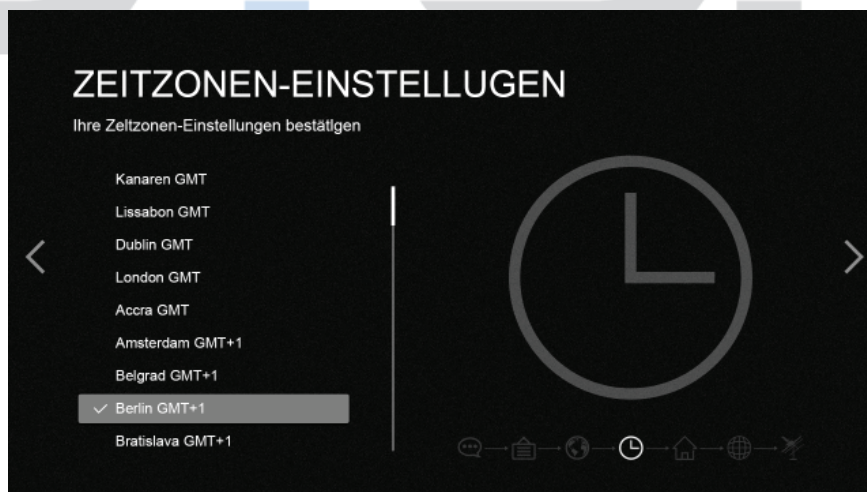 ZEITZONEN-EINSTELLUGEN
Ihre Zeitzonen-Einstellungen bestätigen
Kanaren GMT
Lissabon GMT
Dublin GMT
London GMT
Accra GMT
Amsterdam GMT+1
Belgrad GMT+1
Berlin GMT+1
Bratislava GMT+1